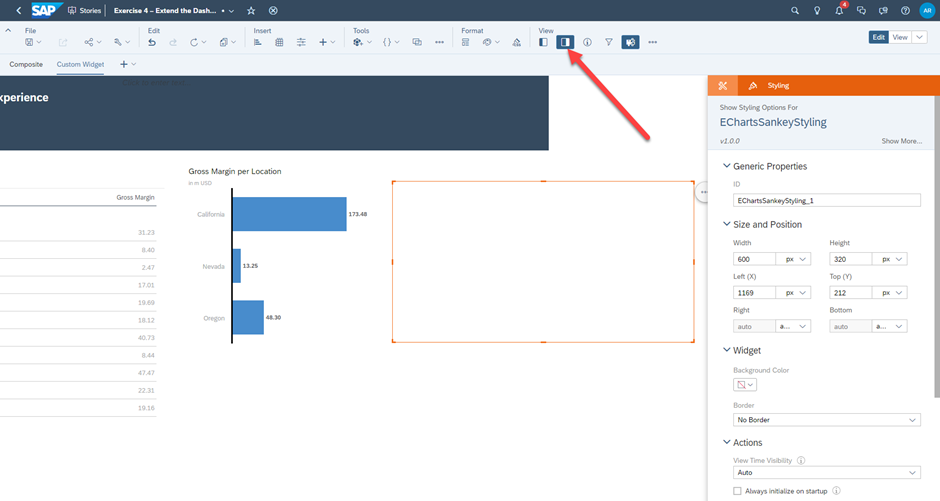 SAP Stories Exercise 4 – Extend the Dash... • 4 AR
File Edit Insert Tools Format View
Edit View
Composite Custom Widget
xperience
Styling
Show Styling Options For
EChartsSankeyStyling
v1.0.0 Show More...
Gross Margin per Location
in m USD
Gross Margin
31.23
8.40
2.47
17.01
19.69
18.12
40.73
8.44
47.47
22.31
19.16
California 173.48
Nevada 13.25
Oregon 48.30
Generic Properties
ID
EChartsSankeyStyling_1
Size and Position
Width Height
600 px 320 px
Left (X) Top (Y)
1169 px 212 px
Right Bottom
auto a... auto a...
Widget
Background Color
Border
No Border
Actions
View Time Visibility
Auto
Always initialize on startup